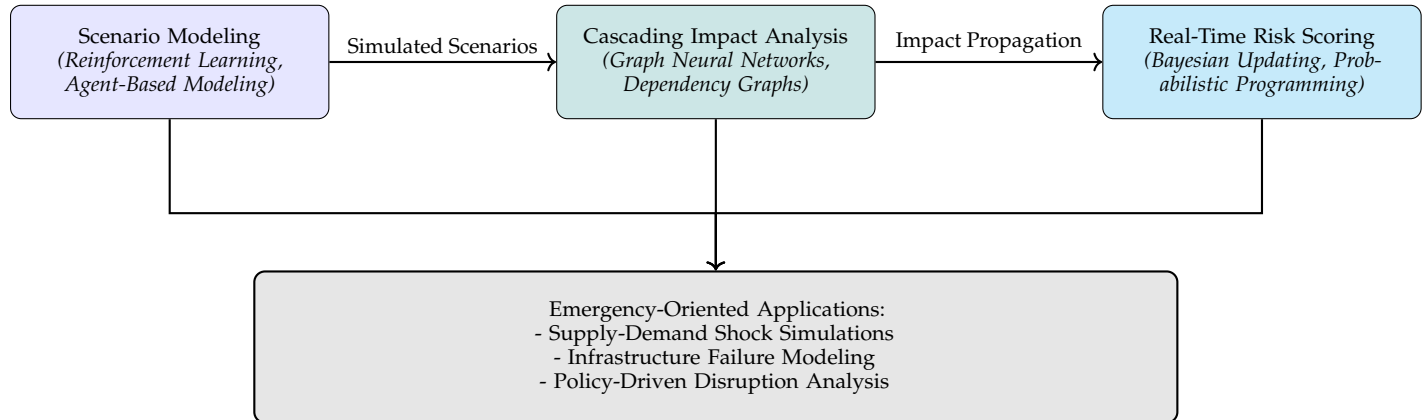 Scenario Modeling
(Reinforcement Learning,
Agent-Based Modeling)
Simulated Scenarios
Cascading Impact Analysis
(Graph Neural Networks,
Dependency Graphs)
Impact Propagation
Real-Time Risk Scoring
(Bayesian Updating, Prob-
abilistic Programming)
Emergency-Oriented Applications:
- Supply-Demand Shock Simulations
- Infrastructure Failure Modeling
- Policy-Driven Disruption Analysis